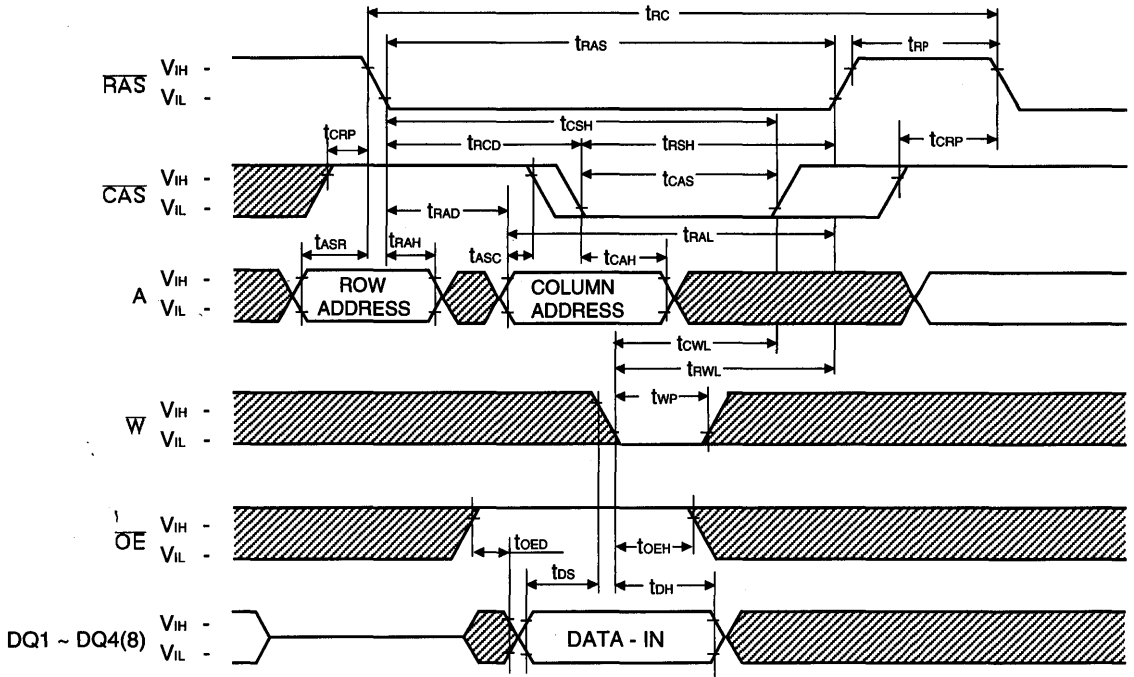 tRC
tRAS
tRP
RAS
VIH -
VIL -
tCSH
tCRP
tRCD
tRSH
tCRP
CAS
VIH -
VIL -
tCAS
tRAD
tRAL
tASR
tRAH
tASC
tCAH
A
VIH -
VIL -
ROW
ADDRESS
COLUMN
ADDRESS
tCWL
tRWL
tWP
W
VIH -
VIL -
OE
VIH -
VIL -
tOED
tOEH
tDS
tDH
DQ1 ~ DQ4(8)
VIH -
VIL -
DATA - IN